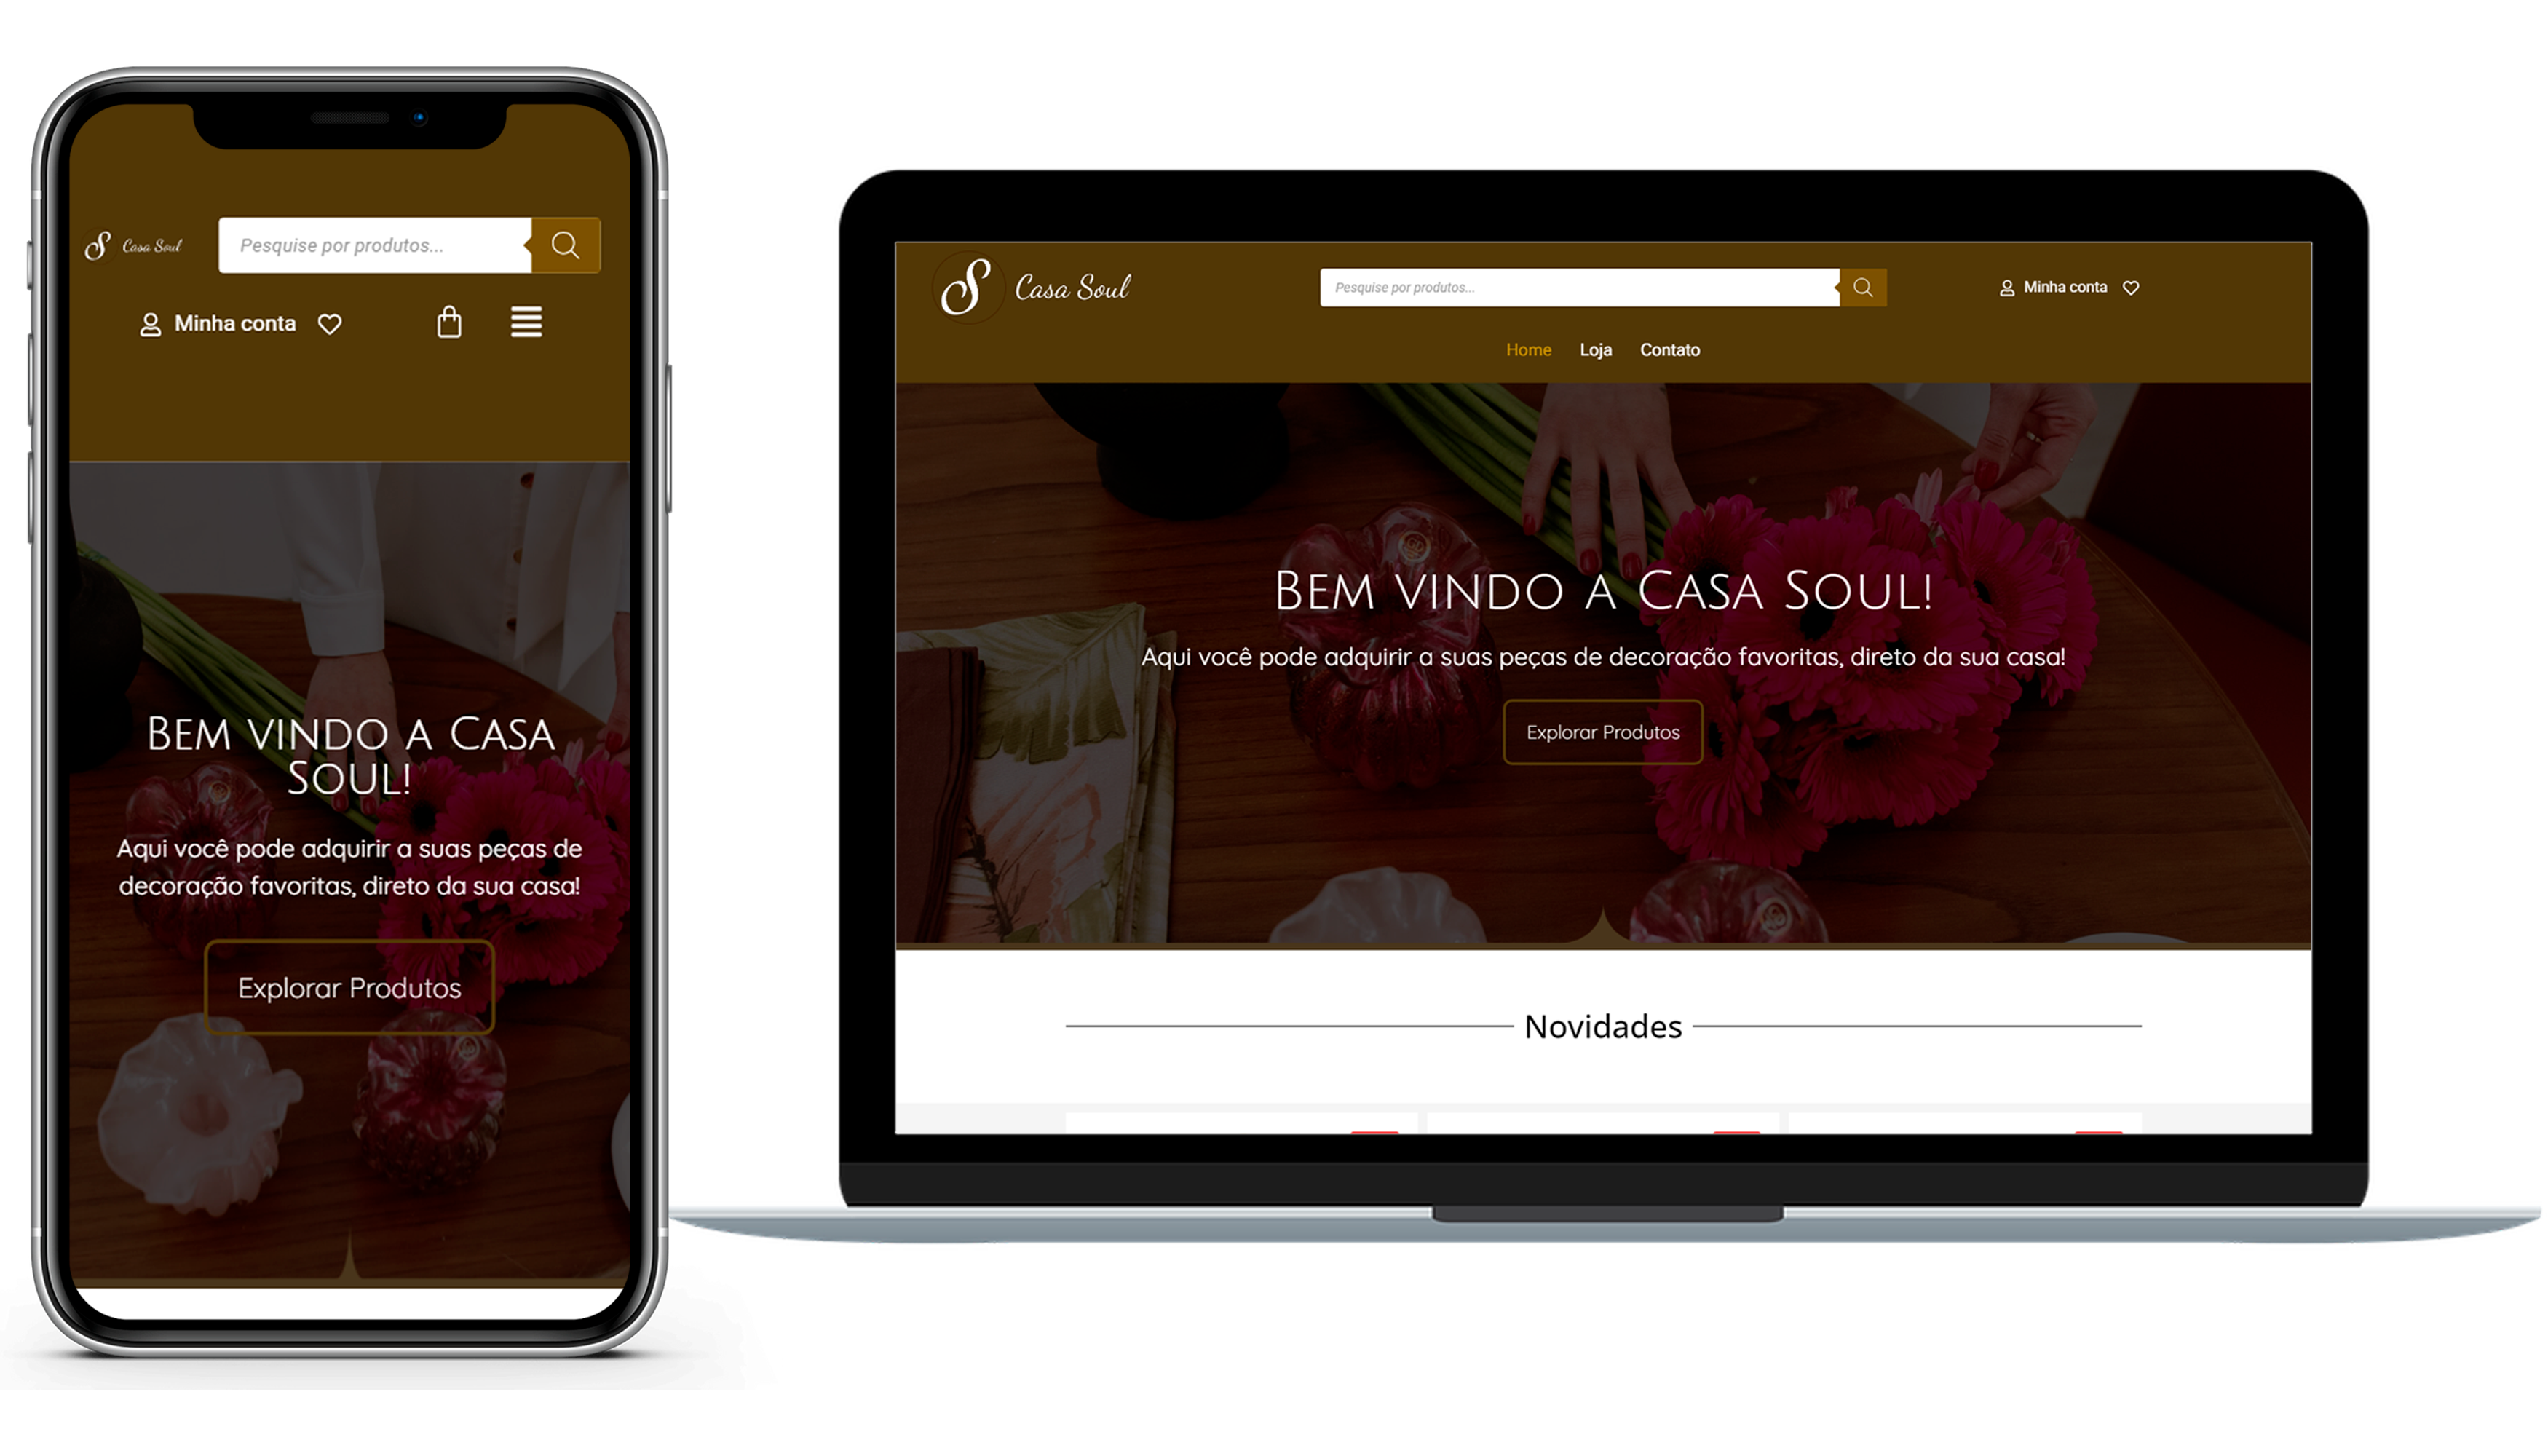 S Casa Soul
Pesquise por produtos...
Minha conta
BEM VINDO A CASA
SOUL!
Aqui você pode adquirir a suas peças de
decoração favoritas, direto da sua casa!
Explorar Produtos
S Casa Soul
Pesquise por produtos...
Minha conta
Home Loja Contato
BEM VINDO A CASA SOUL!
Aqui você pode adquirir a suas peças de decoração favoritas, direto da sua casa!
Explorar Produtos
Novidades